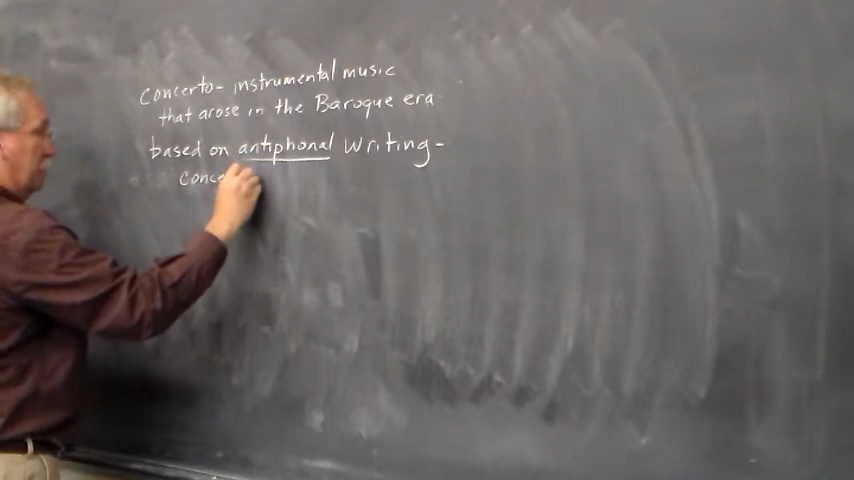 Concerto- instrumental music
that arose in the Baroque era
based on antiphonal writing-
conce